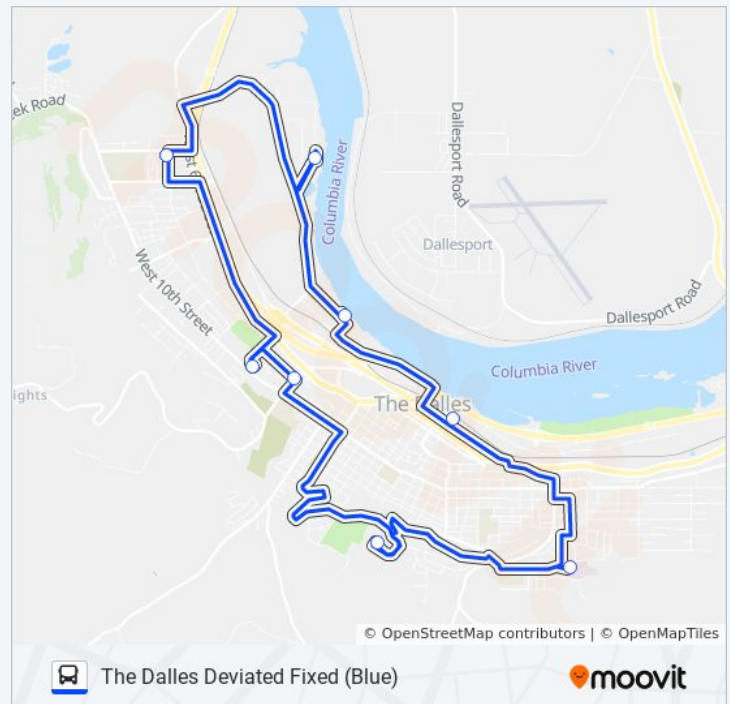 ek Road
Dallesport Road
Columbia River
Dallesport
West 10th Street
Dallesport Road
Columbia River
ights
The Dalles
© OpenStreetMap contributors | © OpenMapTiles
The Dalles Deviated Fixed (Blue)
moovit